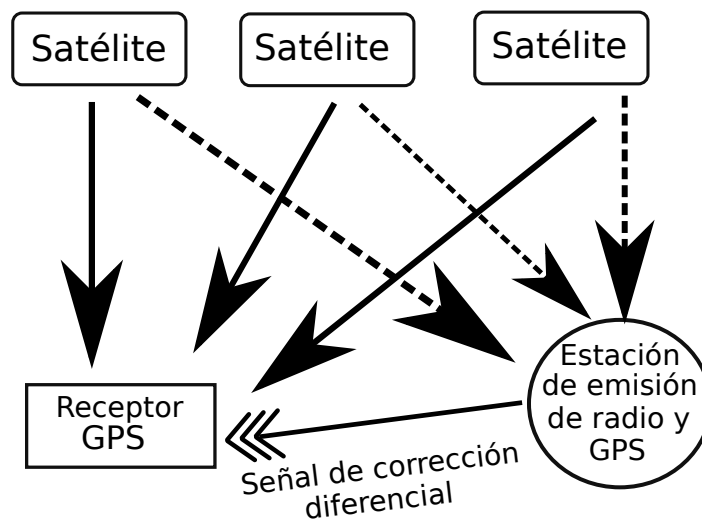 Satélite
Satélite
Satélite
Receptor
GPS
Estación
de emisión
de radio y
GPS
Señal de corrección
diferencial